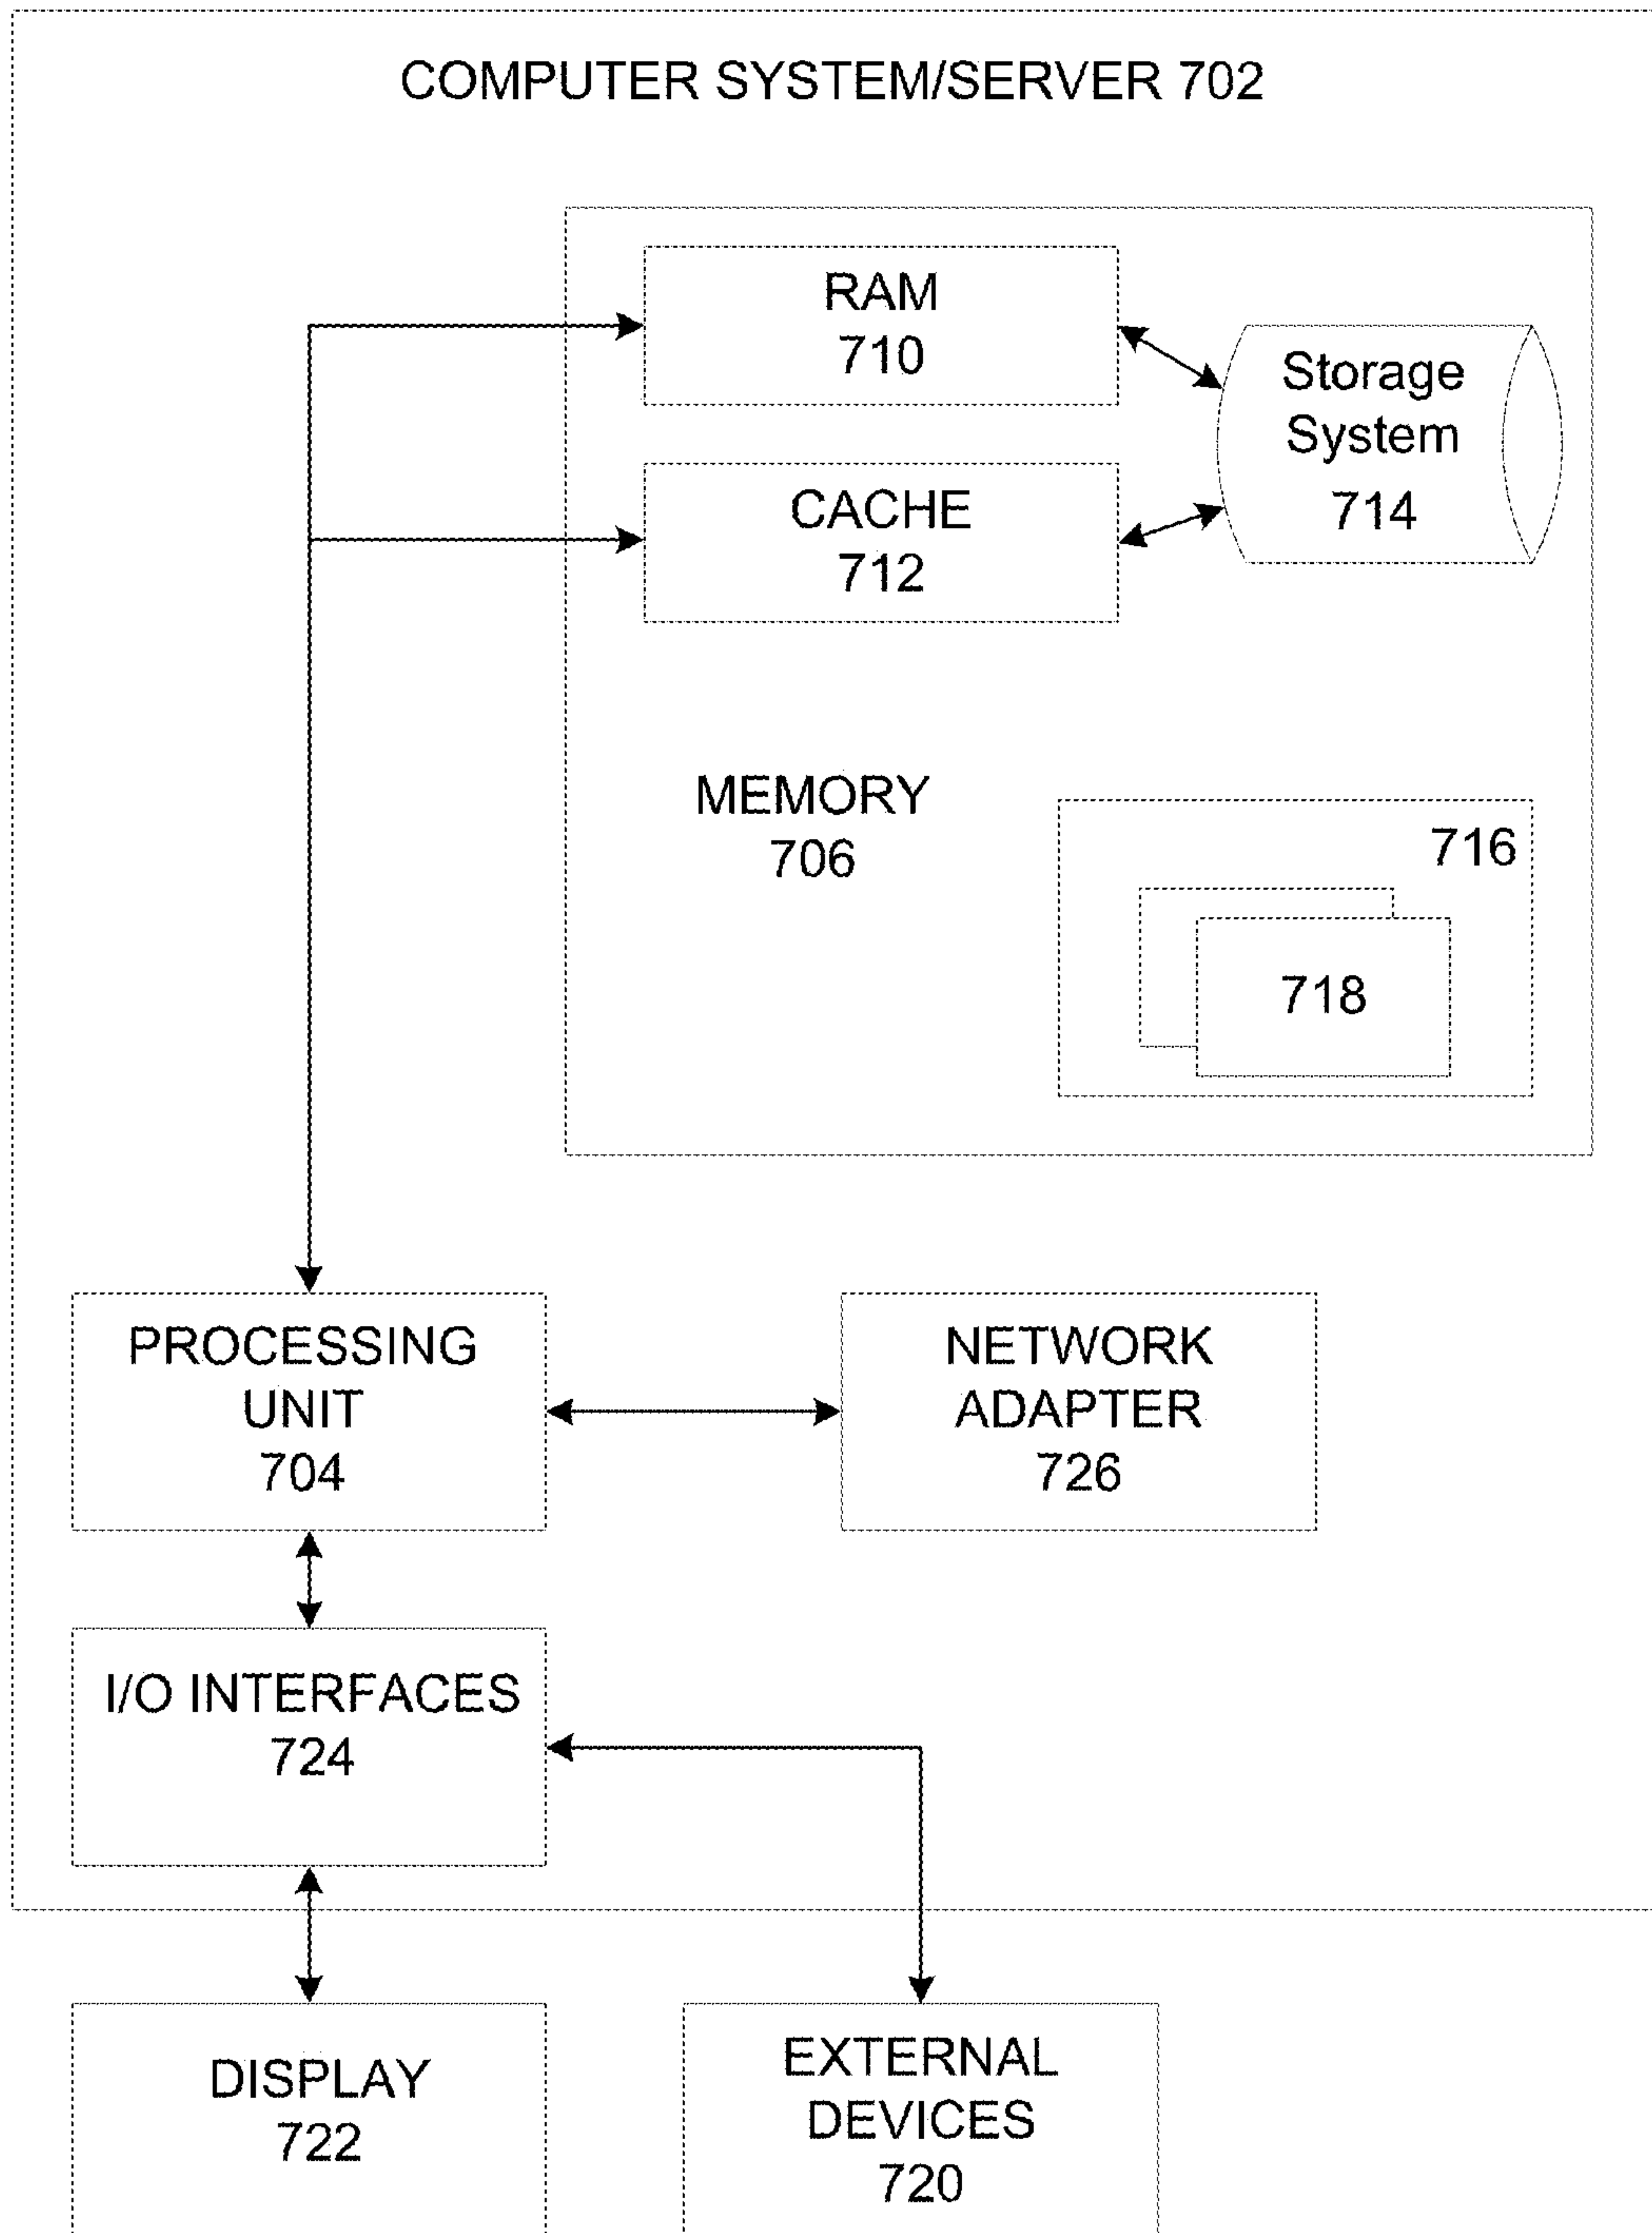 COMPUTER SYSTEM/SERVER 702
RAM
710
Storage
System
714
CACHE
712
MEMORY
706
716
718
PROCESSING
UNIT
704
NETWORK
ADAPTER
726
I/O INTERFACES
724
DISPLAY
722
EXTERNAL
DEVICES
720